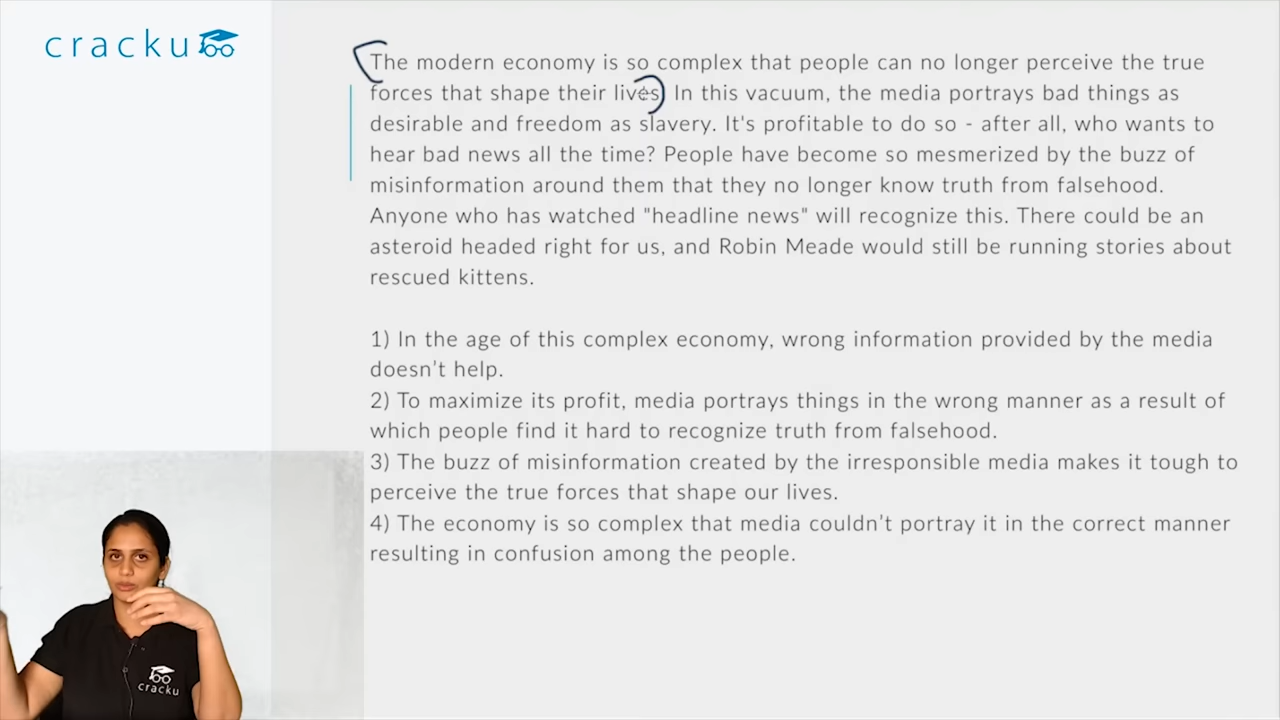 cracku
The modern economy is so complex that people can no longer perceive the true
forces that shape their lives. In this vacuum, the media portrays bad things as
desirable and freedom as slavery. It's profitable to do so - after all, who wants to
hear bad news all the time? People have become so mesmerized by the buzz of
misinformation around them that they no longer know truth from falsehood.
Anyone who has watched "headline news" will recognize this. There could be an
asteroid headed right for us, and Robin Meade would still be running stories about
rescued kittens.
1) In the age of this complex economy, wrong information provided by the media
doesn't help.
2) To maximize its profit, media portrays things in the wrong manner as a result of
which people find it hard to recognize truth from falsehood.
3) The buzz of misinformation created by the irresponsible media makes it tough to
perceive the true forces that shape our lives.
4) The economy is so complex that media couldn't portray it in the correct manner
resulting in confusion among the people.
cracku